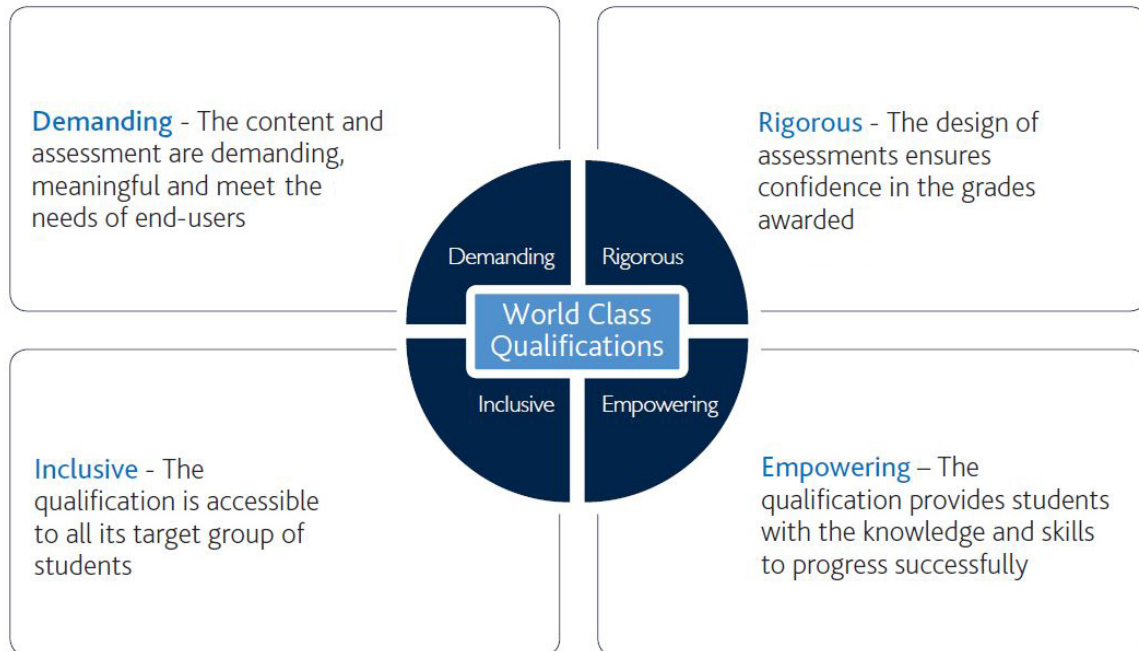 Demanding - The content and
assessment are demanding,
meaningful and meet the
needs of end-users
Rigorous - The design of
assessments ensures
confidence in the grades
awarded
Demanding
Rigorous
World Class
Qualifications
Inclusive
Empowering
Inclusive - The
qualification is accessible
to all its target group of
students
Empowering – The
qualification provides students
with the knowledge and skills
to progress successfully